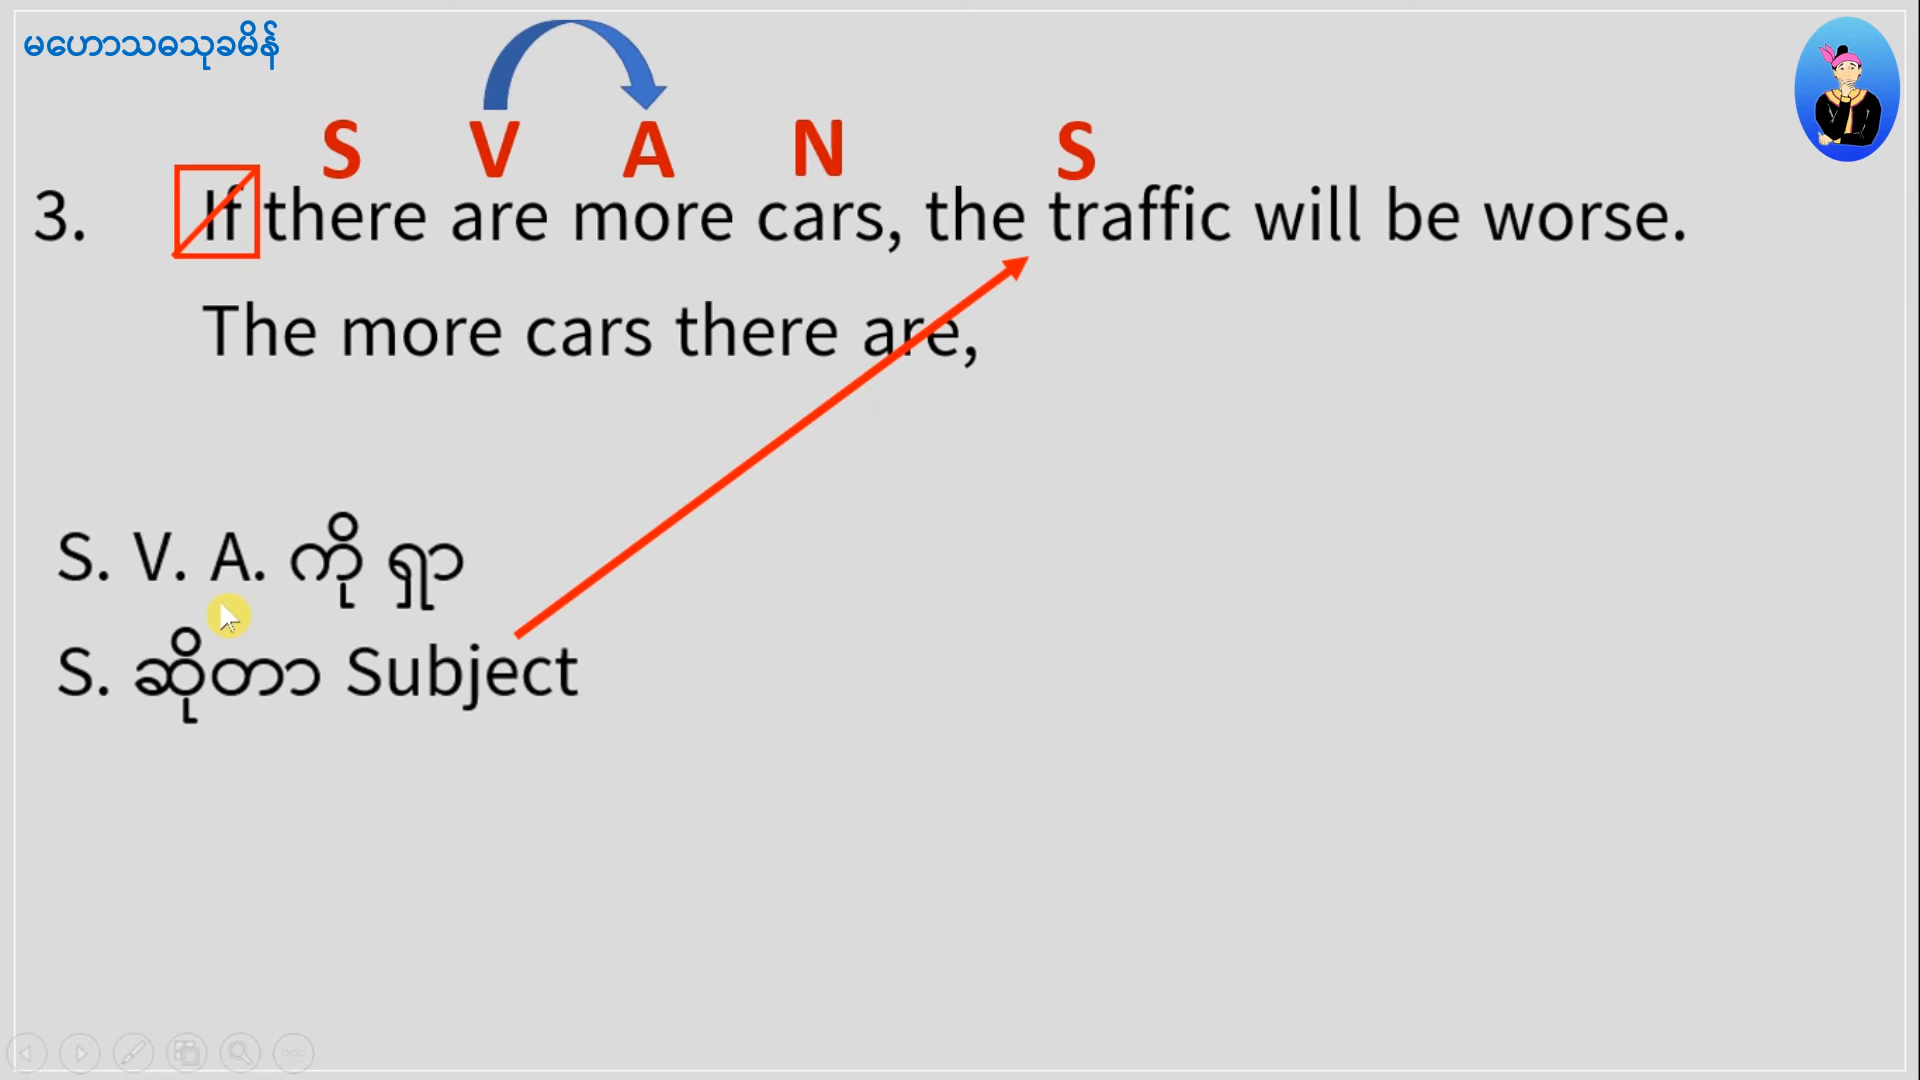 မဟောသဓသုခမိန်
S V A N S
3. If there are more cars, the traffic will be worse.
The more cars there are,
S. V. A. ကို ရှာ
S. ဆိုတာ Subject